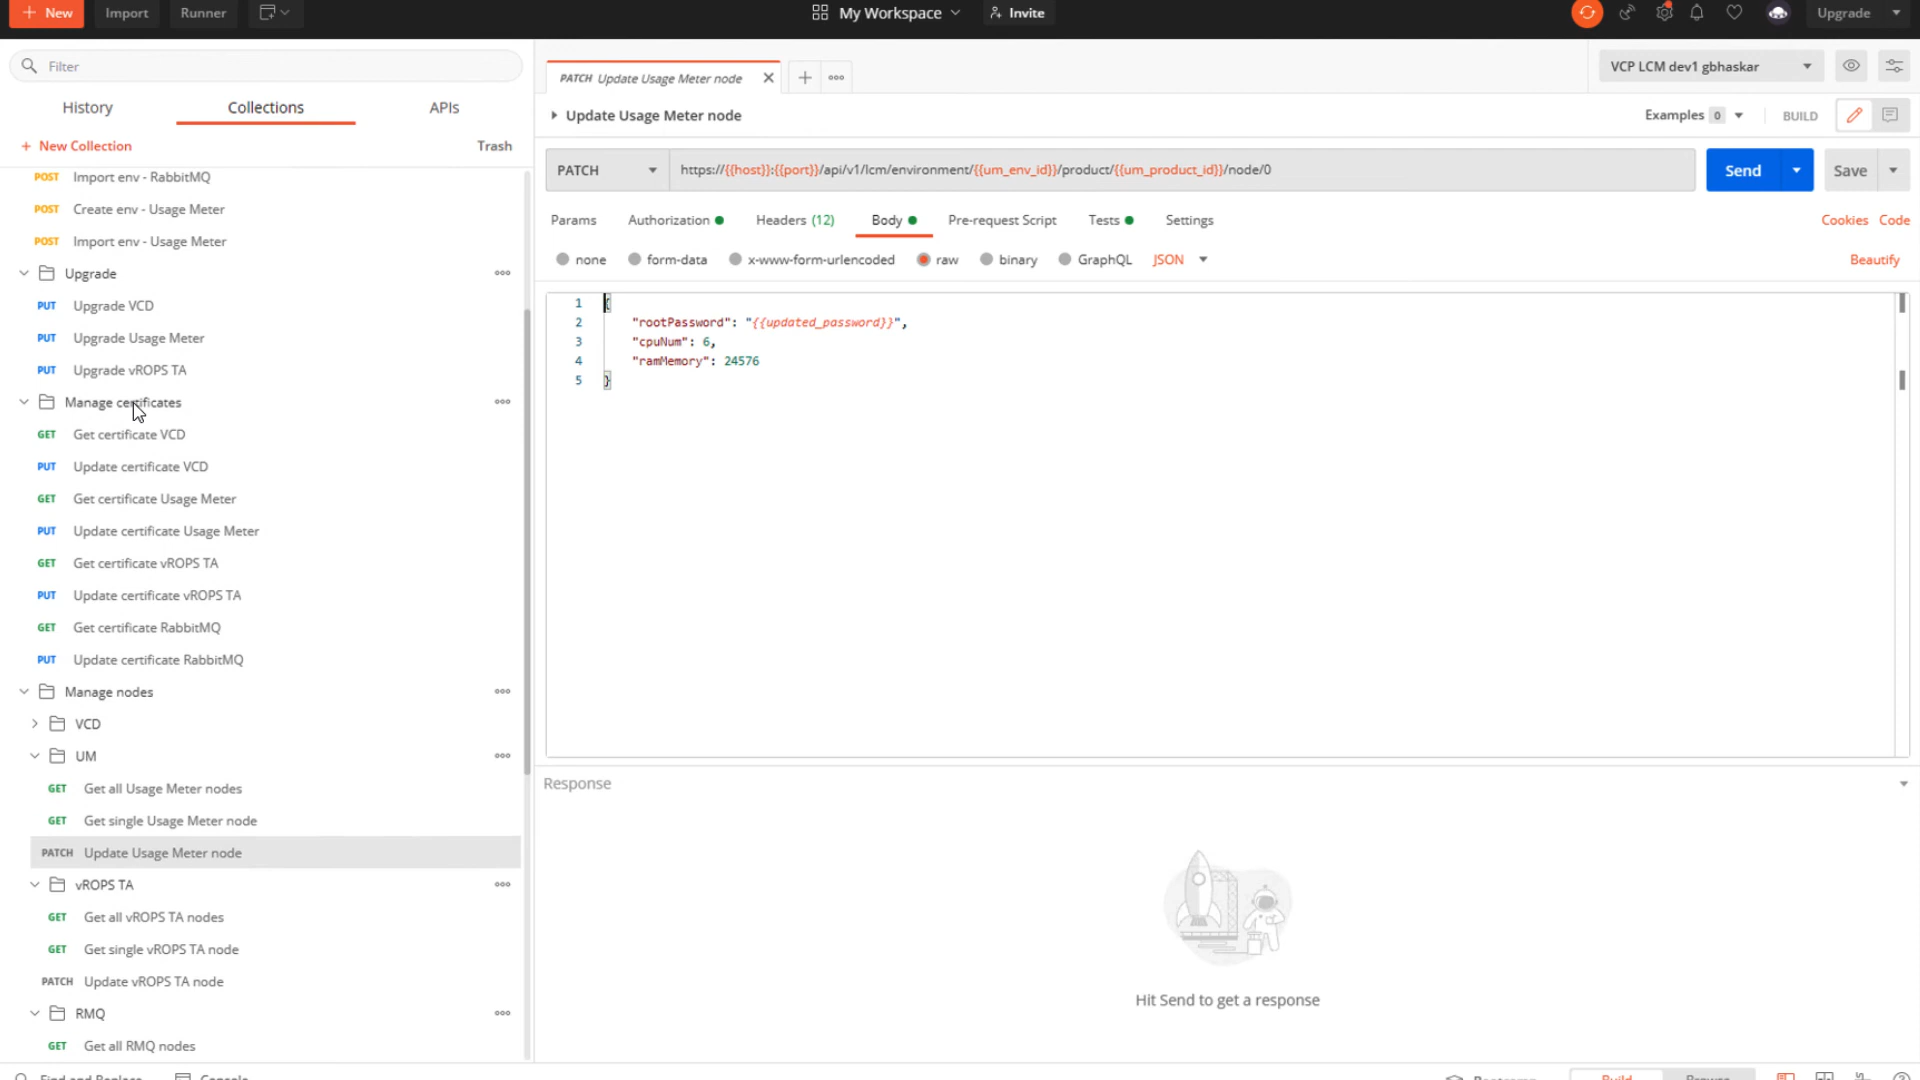 New
Import
Runner
My Workspace
Invite
Upgrade
Filter
History
Collections
APIs
New Collection
Trash
POST Import env - RabbitMQ
POST Create env - Usage Meter
POST Import env - Usage Meter
Upgrade
PUT Upgrade VCD
PUT Upgrade Usage Meter
PUT Upgrade vROPS TA
Manage certificates
GET Get certificate VCD
PUT Update certificate VCD
GET Get certificate Usage Meter
PUT Update certificate Usage Meter
GET Get certificate vROPS TA
PUT Update certificate vROPS TA
GET Get certificate RabbitMQ
PUT Update certificate RabbitMQ
Manage nodes
VCD
UM
GET Get all Usage Meter nodes
GET Get single Usage Meter node
PATCH Update Usage Meter node
vROPS TA
GET Get all vROPS TA nodes
GET Get single vROPS TA node
PATCH Update vROPS TA node
RMQ
GET Get all RMQ nodes
Find and Replace
Console
PATCH Update Usage Meter node
VCP LCM dev1 gbhaskar
Update Usage Meter node
Examples 0
BUILD
PATCH
https://{{host}}:{{port}}/api/v1/lcm/environment/{{um_env_id}}/product/{{um_product_id}}/node/0
Send
Save
Params
Authorization
Headers (12)
Body
Pre-request Script
Tests
Settings
Cookies
Code
none
form-data
x-www-form-urlencoded
raw
binary
GraphQL
JSON
Beautify
1 {
2 "rootPassword": "{{updated_password}}",
3 "cpuNum": 6,
4 "ramMemory": 24576
5 }
Response
Hit Send to get a response
Bootcamp
Build
Browse